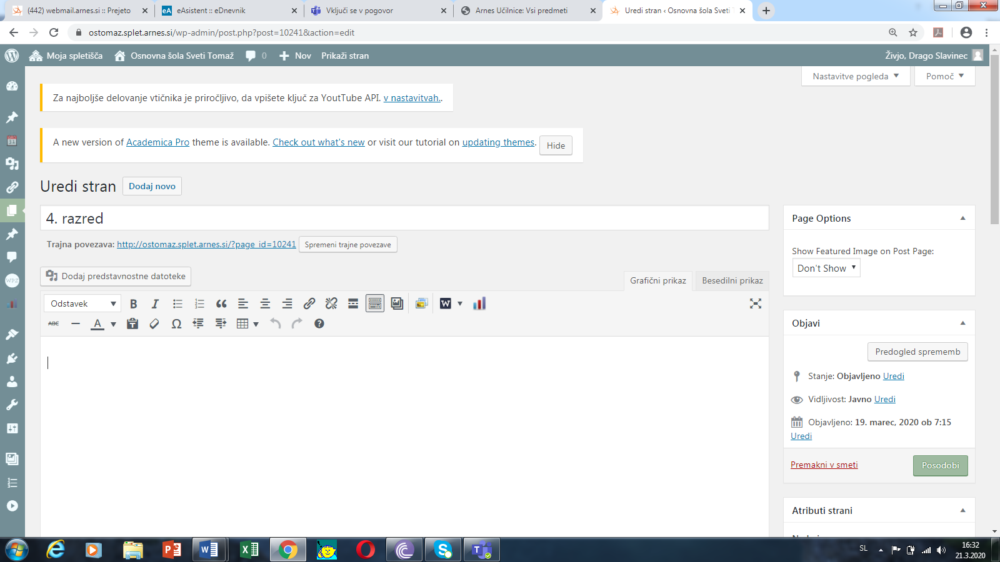 (442) webmail.arnes.si :: Prejeto
eAsistent :: eDnevnik
Vključi se v pogovor
Arnes Učilnice: Vsi predmeti
Uredi stran ‹ Osnovna šola Sveti
ostomaz.splet.arnes.si/wp-admin/post.php?post=10241&action=edit
Moja spletišča
Osnovna šola Sveti Tomaž
0
Nov
Prikaži stran
Živjo, Drago Slavinec
Nastavitve pogleda
Pomoč
Za najboljše delovanje vtičnika je priročljivo, da vpišete ključ za YoutTube API. v nastavitvah..
A new version of Academica Pro theme is available. Check out what's new or visit our tutorial on updating themes. Hide
Uredi stran Dodaj novo
4. razred
Trajna povezava: http://ostomaz.splet.arnes.si/?page_id=10241 Spremeni trajne povezave
Dodaj predstavnostne datoteke
Grafični prikaz
Besedilni prikaz
Odstavek
B
I
W
ABC
A
Page Options
Show Featured Image on Post Page:
Don't Show
Objavi
Predogled sprememb
Stanje: Objavljeno Uredi
Vidljivost: Javno Uredi
Objavljeno: 19. marec, 2020 ob 7:15
Uredi
Premakni v smeti
Posodobi
Atributi strani
SL
16:32
21.3.2020